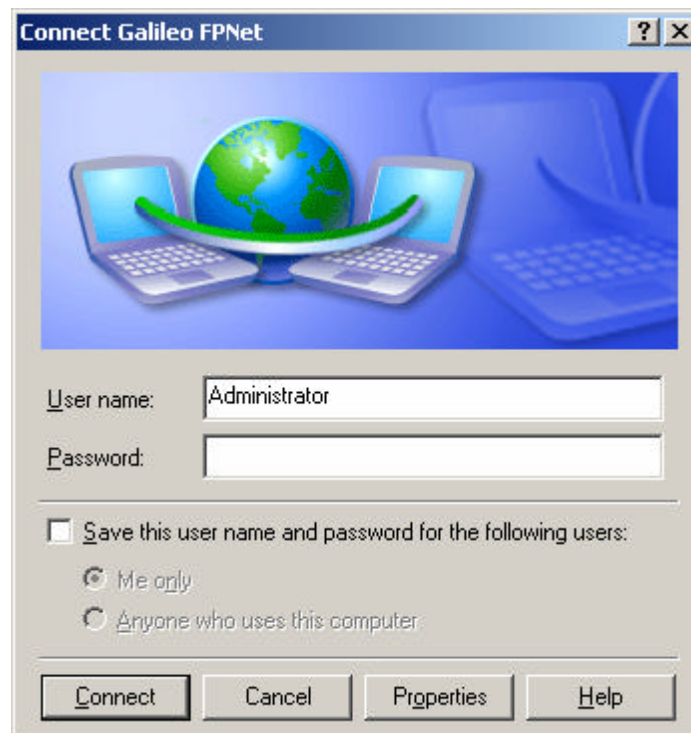 Connect Galileo FPNet
User name: Administrator
Password:
Save this user name and password for the following users:
Me only
Anyone who uses this computer
Connect Cancel Properties Help